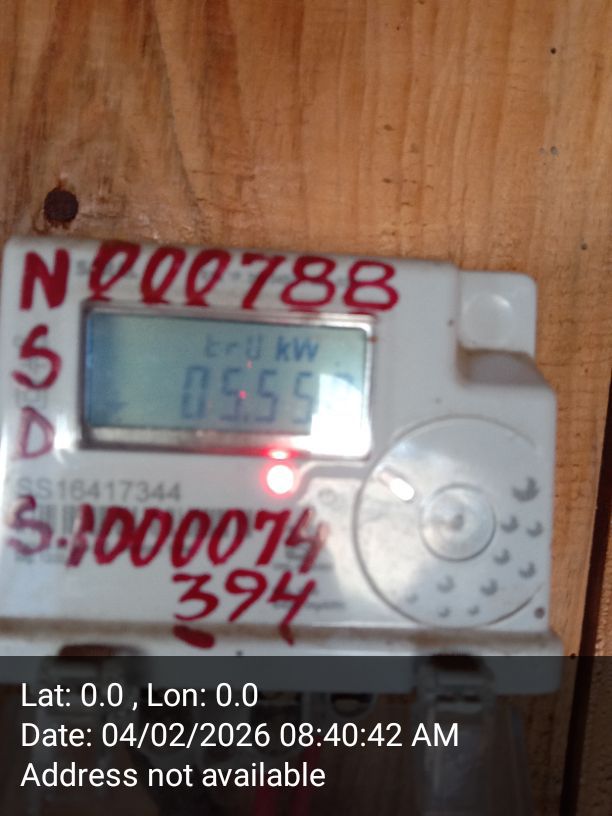 N000788
S
D
kW
05.55
SS16417344
S.1000074
394
Lat: 0.0 , Lon: 0.0
Date: 04/02/2026 08:40:42 AM
Address not available